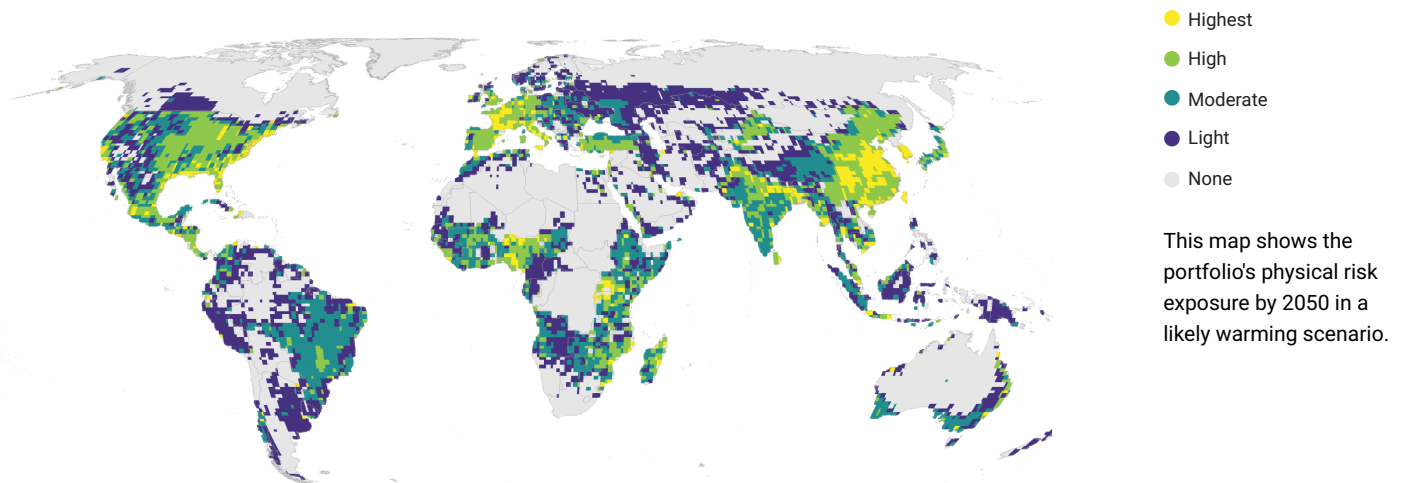 Highest
High
Moderate
Light
None
This map shows the
portfolio's physical risk
exposure by 2050 in a
likely warming scenario.